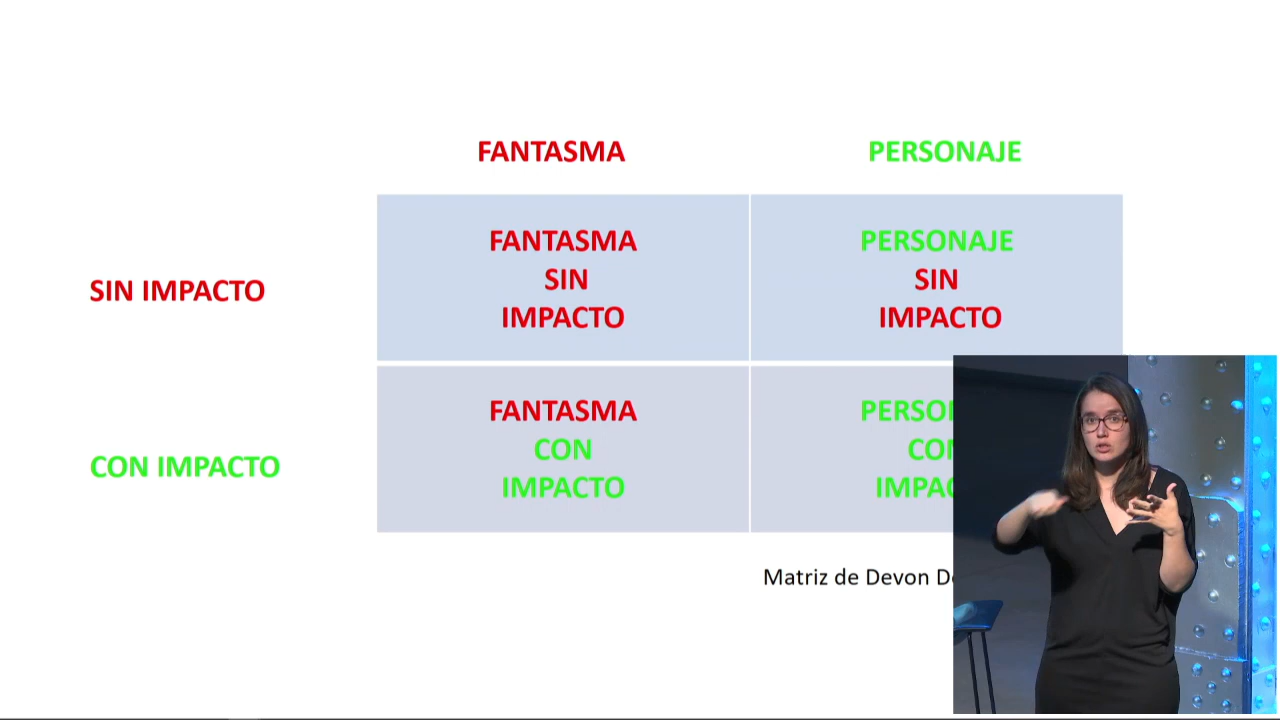 FANTASMA PERSONAJE
SIN IMPACTO
FANTASMA
SIN
IMPACTO
PERSONAJE
SIN
IMPACTO
CON IMPACTO
FANTASMA
CON
IMPACTO
Matriz de Devon